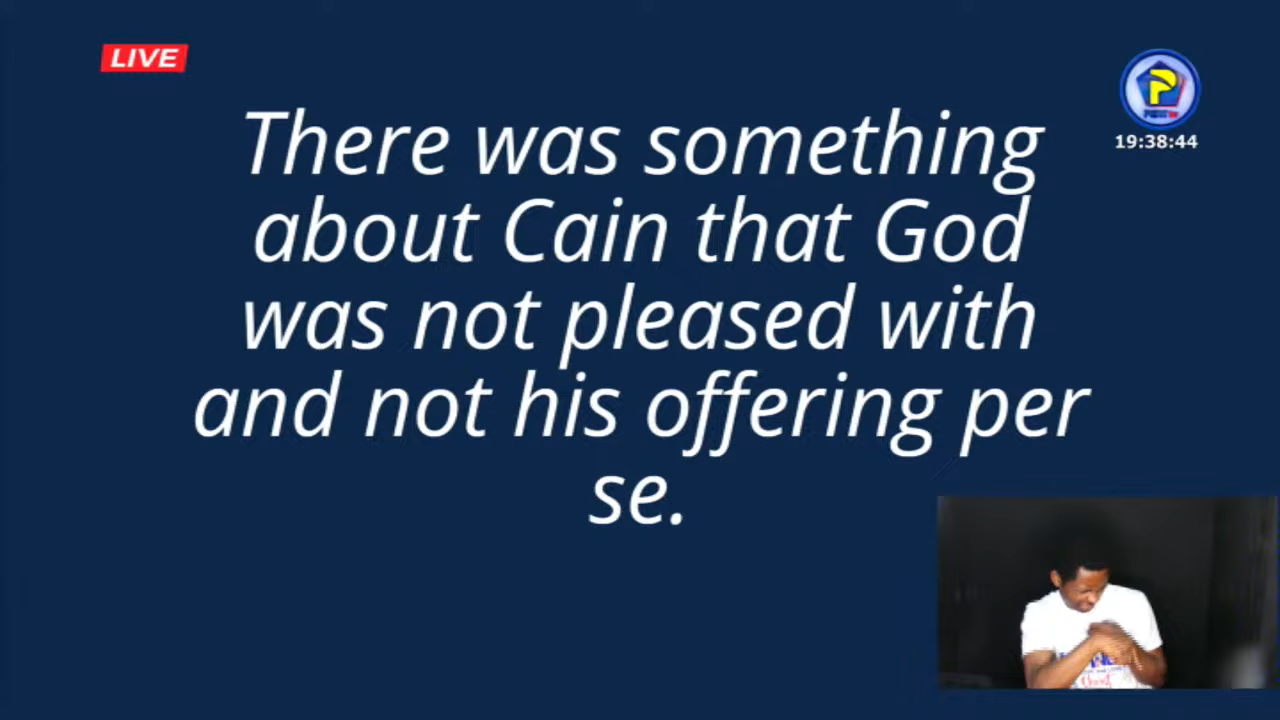 LIVE
19:38:44
There was something
about Cain that God
was not pleased with
and not his offering per
se.
Christ